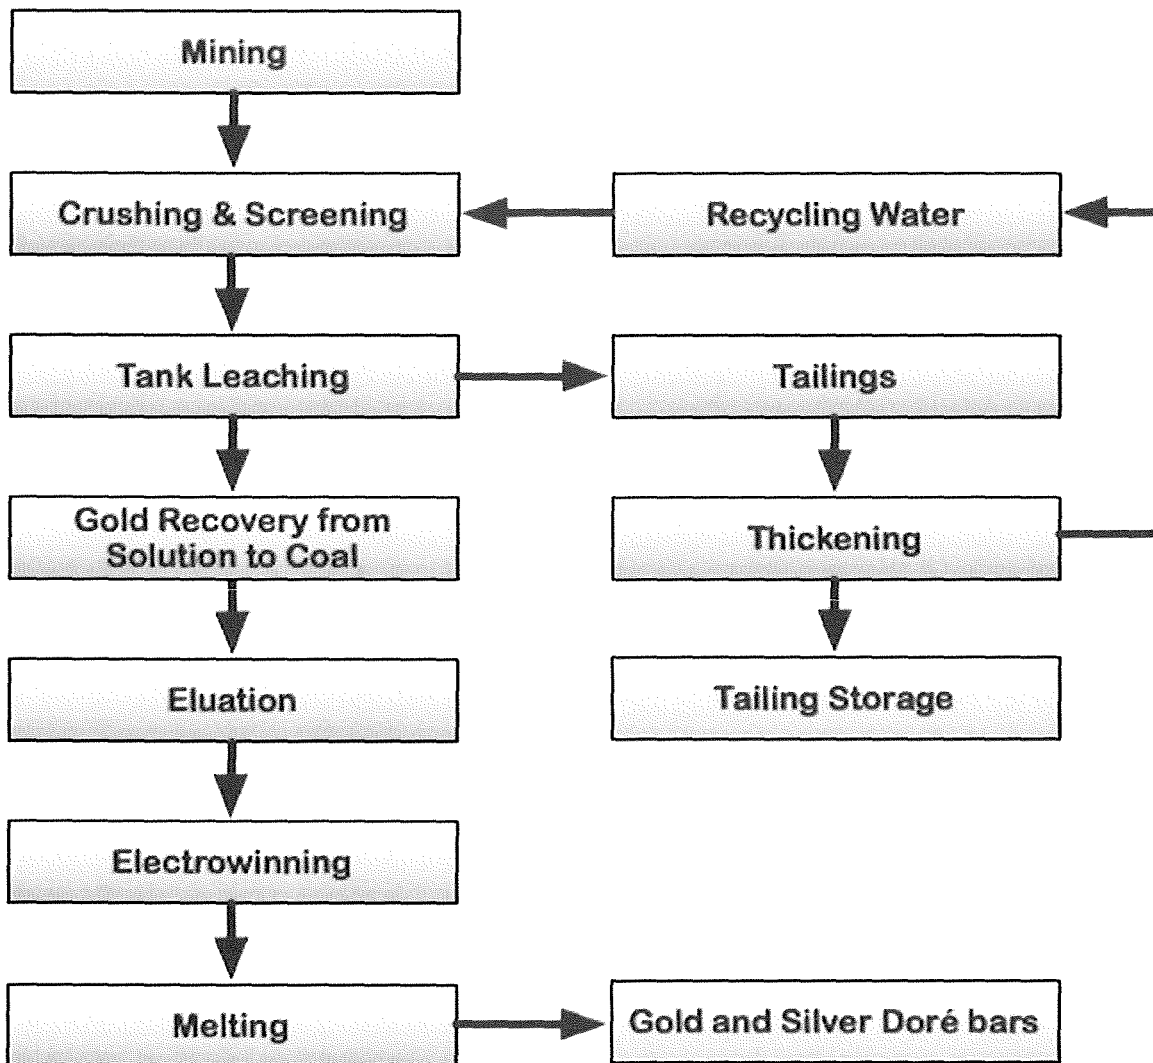 Mining
Crushing & Screening
Recycling Water
Tank Leaching
Tailings
Gold Recovery from
Solution to Coal
Thickening
Eluation
Tailing Storage
Electrowinning
Melting
Gold and Silver Doré bars